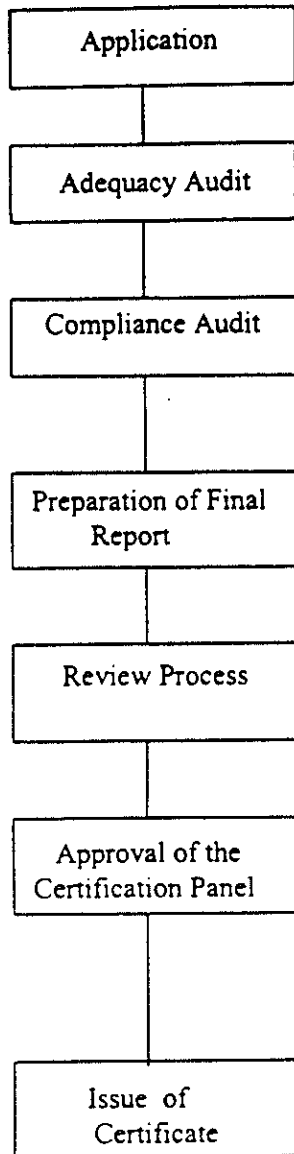 Application
Adequacy Audit
Compliance Audit
Preparation of Final
Report
Review Process
Approval of the
Certification Panel
Issue of
Certificate